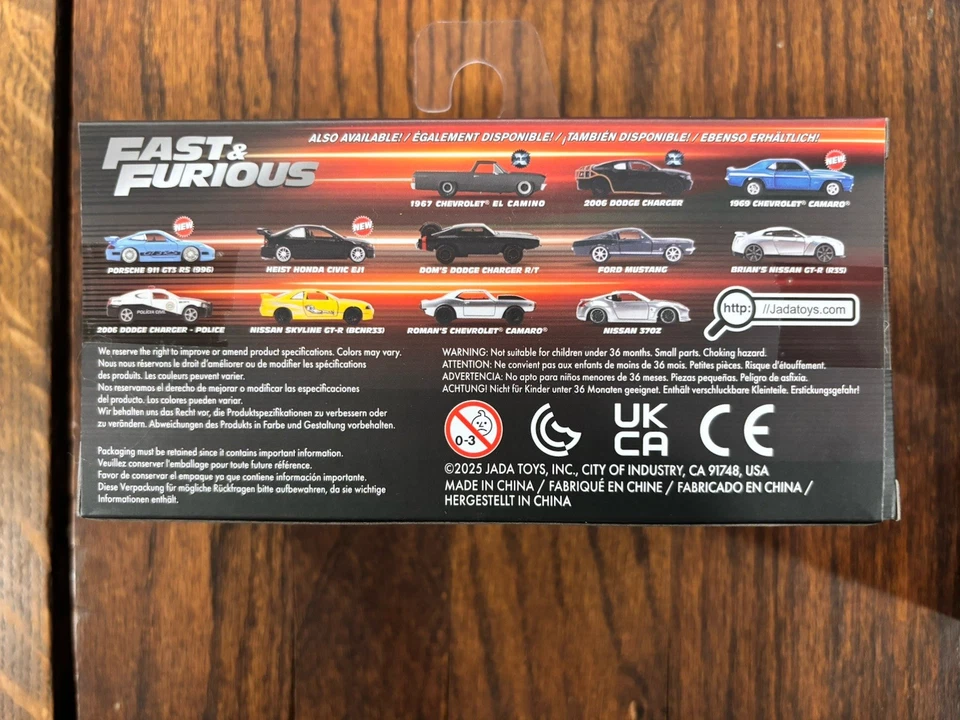 FAST &
FURIOUS
ALSO AVAILABLE! / ÉGALEMENT DISPONIBLE! / ¡TAMBIÉN DISPONIBLE! / EBENSO ERHÄLTLICH!
1967 CHEVROLET® EL CAMINO
2006 DODGE CHARGER
NEW
1969 CHEVROLET CAMARO®
NEW
PORSCHE 911 GT3 RS (996)
NEW
HEIST HONDA CIVIC EJ1
DOM'S DODGE CHARGER R/T
FORD MUSTANG
BRIAN'S NISSAN GT-R (R35)
2006 DODGE CHARGER - POLICE
NISSAN SKYLINE GT-R (BCNR33)
ROMAN'S CHEVROLET® CAMARO®
NISSAN 370Z
http: //Jadatoys.com
We reserve the right to improve or amend product specifications. Colors may vary.
Nous nous réservons le droit d'améliorer ou de modifier les spécifications
des produits. Les couleurs peuvent varier.
Nos reservamos el derecho de mejorar o modificar las especificaciones
del producto. Los colores pueden variar.
Wir behalten uns das Recht vor, die Produktspezifikationen zu verbessern oder
zu verändern. Abweichungen des Produkts in Farbe und Gestaltung vorbehalten.
Packaging must be retained since it contains important information.
Veuillez conserver l'emballage pour toute future référence.
Favor de conservar el empaque ya que contiene información importante.
Diese Verpackung für mögliche Rückfragen bitte aufbewahren, da sie wichtige
Informationen enthält.
WARNING: Not suitable for children under 36 months. Small parts. Choking hazard.
ATTENTION: Ne convient pas aux enfants de moins de 36 mois. Petites pièces. Risque d'étouffement.
ADVERTENCIA: No apto para niños menores de 36 meses. Piezas pequeñas. Peligro de asfixia.
ACHTUNG! Nicht für Kinder unter 36 Monaten geeignet. Enthält verschluckbare Kleinteile. Erstickungsgefahr!
0-3
UK
CA
CE
©2025 JADA TOYS, INC., CITY OF INDUSTRY, CA 91748, USA
MADE IN CHINA / FABRIQUÉ EN CHINE / FABRICADO EN CHINA /
HERGESTELLT IN CHINA